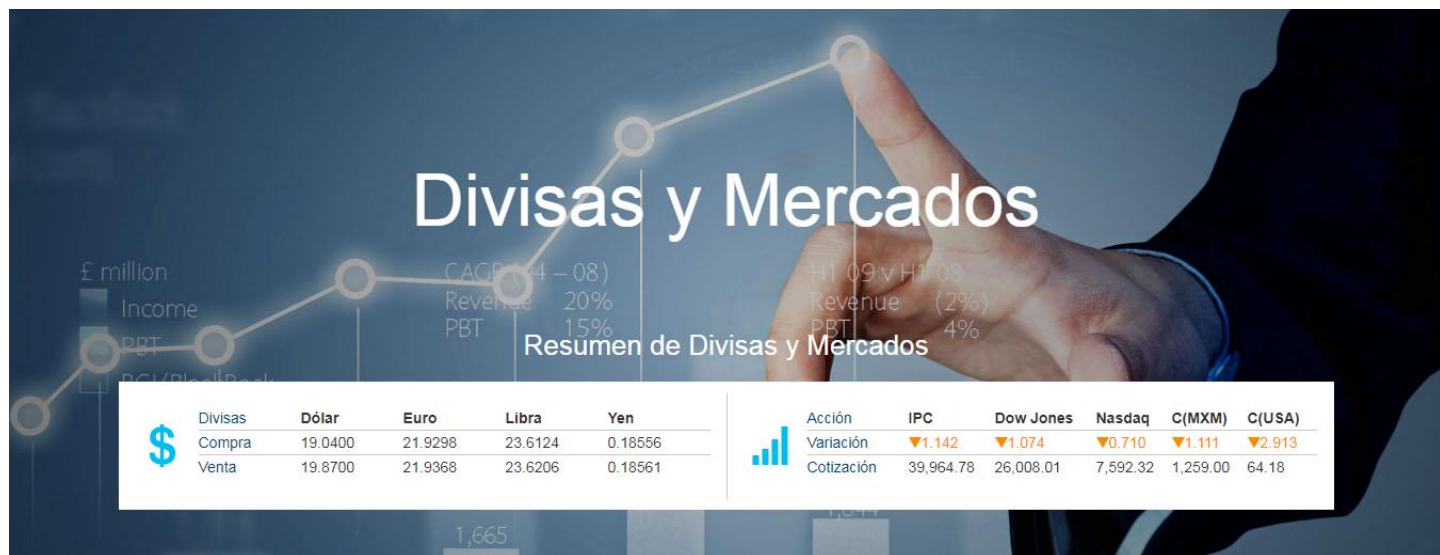 Divisas y Mercados
£ million
Income
PBT
CAGR (04 – 08)
Revenue 20%
PBT 15%
H1 09 v H1 08
Revenue (2%)
PBT 4%
Resumen de Divisas y Mercados
$
Divisas Dólar Euro Libra Yen
Compra 19.0400 21.9298 23.6124 0.18556
Venta 19.8700 21.9368 23.6206 0.18561
Acción IPC Dow Jones Nasdaq C(MXM) C(USA)
Variación ▼1.142 ▼1.074 ▼0.710 ▼1.111 ▼2.913
Cotización 39,964.78 26,008.01 7,592.32 1,259.00 64.18
1,665